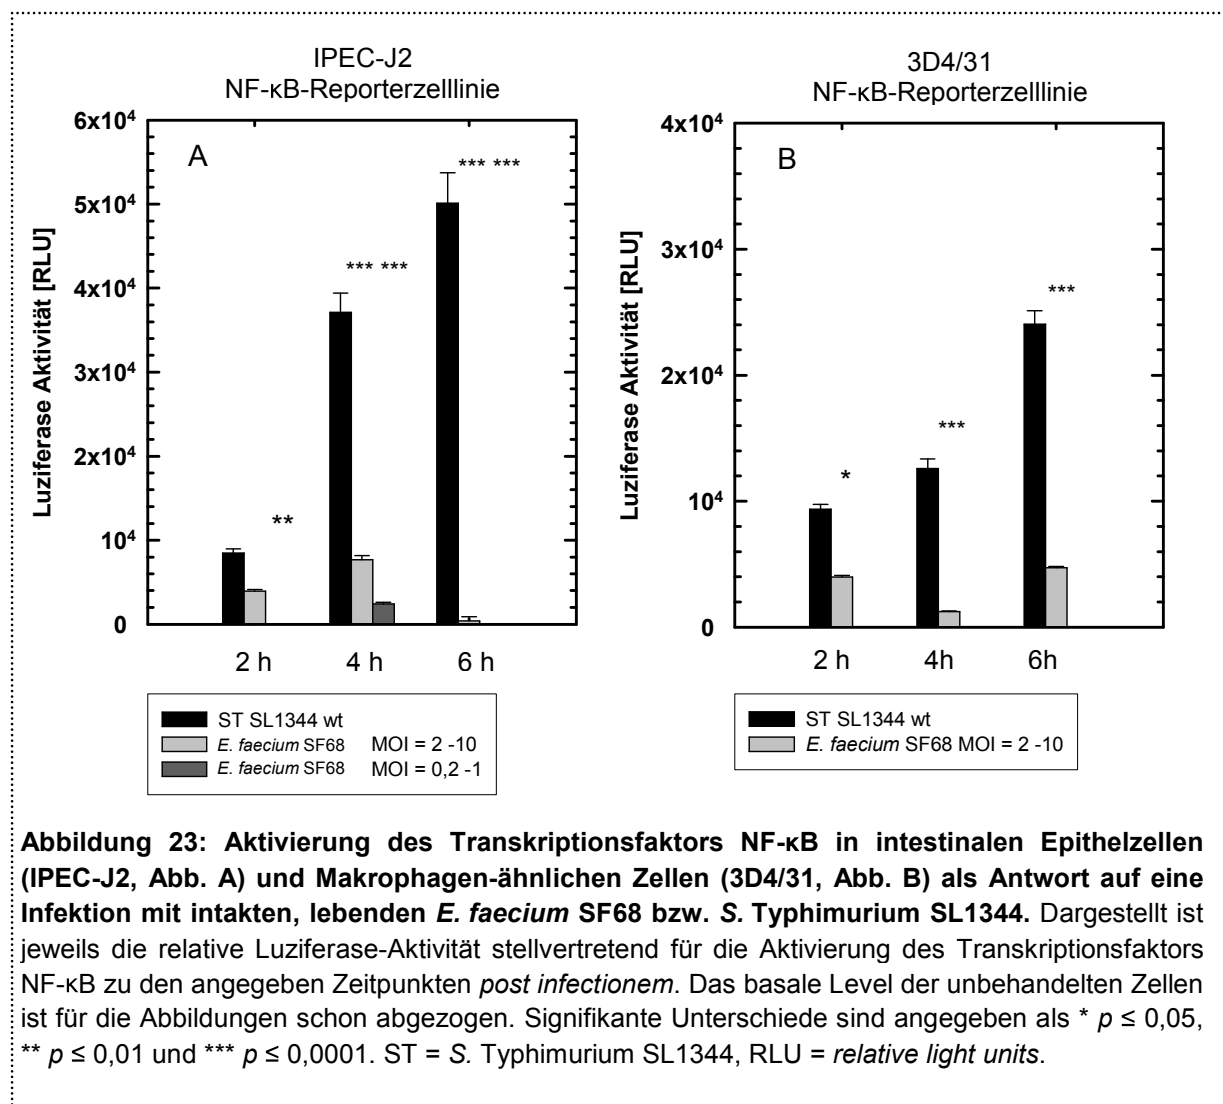 IPEC-J2
NF-κB-Reporterzelllinie
A
6x10⁴
5x10⁴
4x10⁴
3x10⁴
2x10⁴
10⁴
0
Luziferase Aktivität [RLU]
**
*** ***
*** ***
2 h
4 h
6 h
ST SL1344 wt
E. faecium SF68 MOI = 2 -10
E. faecium SF68 MOI = 0,2 -1
3D4/31
NF-κB-Reporterzelllinie
B
4x10⁴
3x10⁴
2x10⁴
10⁴
0
Luziferase Aktivität [RLU]
*
***
***
2 h
4h
6h
ST SL1344 wt
E. faecium SF68 MOI = 2 -10
Abbildung 23: Aktivierung des Transkriptionsfaktors NF-κB in intestinalen Epithelzellen
(IPEC-J2, Abb. A) und Makrophagen-ähnlichen Zellen (3D4/31, Abb. B) als Antwort auf eine
Infektion mit intakten, lebenden E. faecium SF68 bzw. S. Typhimurium SL1344. Dargestellt ist
jeweils die relative Luziferase-Aktivität stellvertretend für die Aktivierung des Transkriptionsfaktors
NF-κB zu den angegeben Zeitpunkten post infectionem. Das basale Level der unbehandelten Zellen
ist für die Abbildungen schon abgezogen. Signifikante Unterschiede sind angegeben als * p ≤ 0,05,
** p ≤ 0,01 und *** p ≤ 0,0001. ST = S. Typhimurium SL1344, RLU = relative light units.